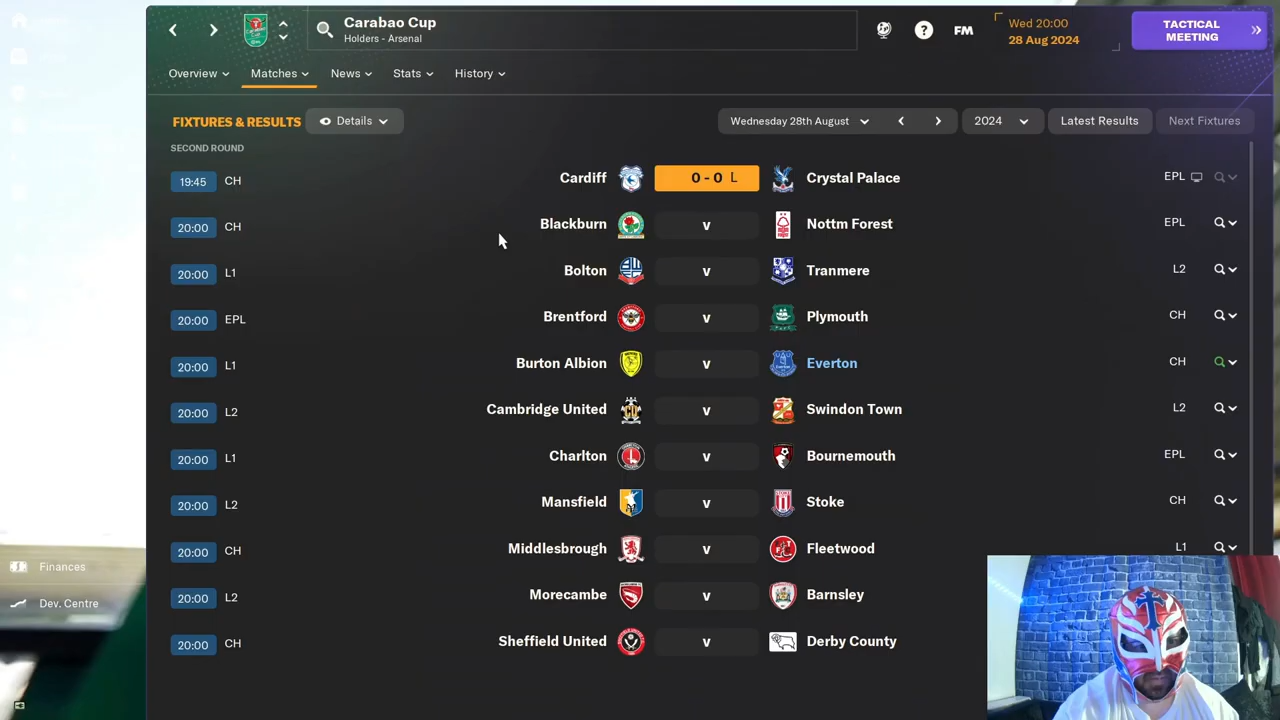 Carabao Cup
Holders - Arsenal
FM
Wed 20:00
28 Aug 2024
TACTICAL
MEETING
Overview
Matches
News
Stats
History
FIXTURES & RESULTS
Details
Wednesday 28th August
2024
Latest Results
Next Fixtures
SECOND ROUND
19:45 CH Cardiff 0 - 0 L Crystal Palace EPL
20:00 CH Blackburn v Nottm Forest EPL
20:00 L1 Bolton v Tranmere L2
20:00 EPL Brentford v Plymouth CH
20:00 L1 Burton Albion v Everton CH
20:00 L2 Cambridge United v Swindon Town L2
20:00 L1 Charlton v Bournemouth EPL
20:00 L2 Mansfield v Stoke CH
20:00 CH Middlesbrough v Fleetwood L1
20:00 L2 Morecambe v Barnsley
20:00 CH Sheffield United v Derby County
Finances
Dev. Centre